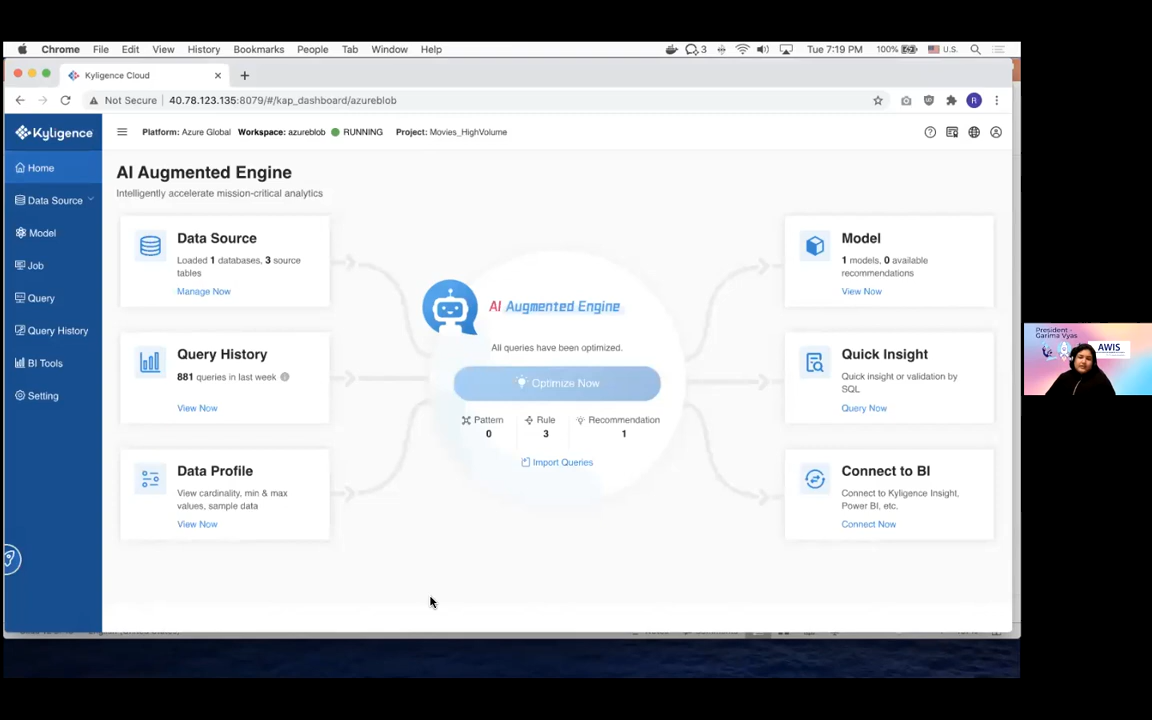 Chrome File Edit View History Bookmarks People Tab Window Help 3 Tue 7:19 PM 100% U.S.
Kyligence Cloud
Not Secure 40.78.123.135:8079/#/kap_dashboard/azureblob R
Kyligence Platform: Azure Global Workspace: azureblob RUNNING Project: Movies_HighVolume
Home
Data Source
Model
Job
Query
Query History
BI Tools
Setting
AI Augmented Engine
Intelligently accelerate mission-critical analytics
Data Source
Loaded 1 databases, 3 source
tables
Manage Now
Query History
881 queries in last week
View Now
Data Profile
View cardinality, min & max
values, sample data
View Now
AI Augmented Engine
All queries have been optimized.
Optimize Now
Pattern Rule Recommendation
0 3 1
Import Queries
Model
1 models, 0 available
recommendations
View Now
Quick Insight
Quick insight or validation by
SQL
Query Now
Connect to BI
Connect to Kyligence Insight,
Power BI, etc.
Connect Now
President -
Garima Vyas
AWIS